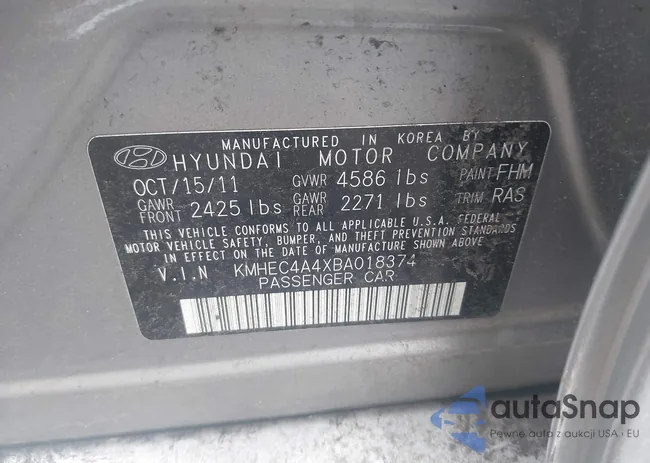 MANUFACTURED IN KOREA BY
HYUNDAI MOTOR COMPANY
OCT/15/11 GVWR 4586 lbs PAINT FHM
GAWR FRONT 2425 lbs GAWR REAR 2271 lbs TRIM RAS
THIS VEHICLE CONFORMS TO ALL APPLICABLE U.S.A. FEDERAL
MOTOR VEHICLE SAFETY, BUMPER, AND THEFT PREVENTION STANDARDS
IN EFFECT ON THE DATE OF MANUFACTURE SHOWN ABOVE.
V.I.N KMHEC4A4XBA018374
PASSENGER CAR
autoSnap
Pewne auta z aukcji USA • EU